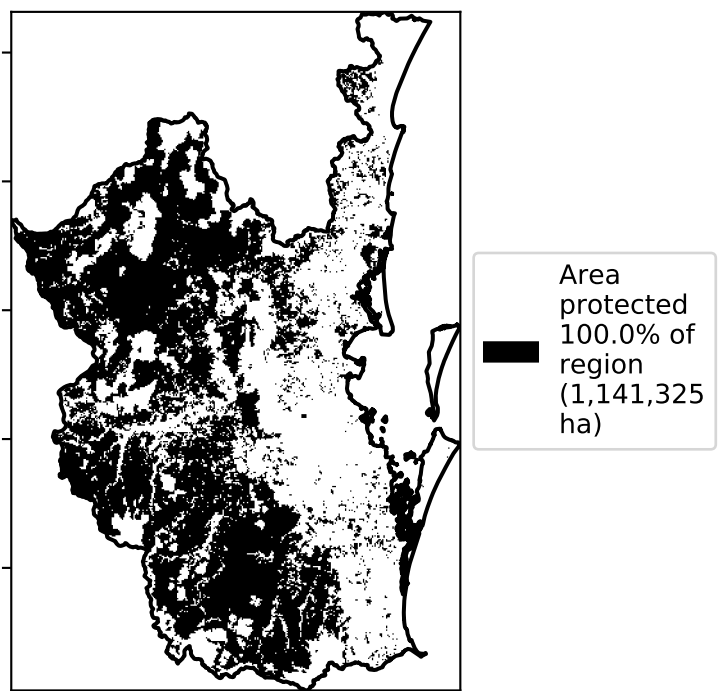 Area
protected
100.0% of
region
(1,141,325
ha)